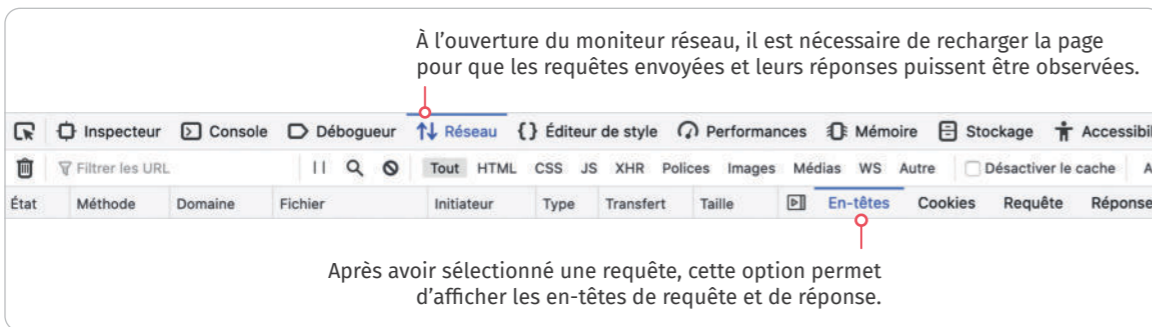 À l’ouverture du moniteur réseau, il est nécessaire de recharger la page
pour que les requêtes envoyées et leurs réponses puissent être observées.
Inspecteur Console Débogueur Réseau {} Éditeur de style Performances Mémoire Stockage Accessibil
Filtrer les URL Tout HTML CSS JS XHR Polices Images Médias WS Autre Désactiver le cache A
État Méthode Domaine Fichier Initiateur Type Transfert Taille En-têtes Cookies Requête Réponse
Après avoir sélectionné une requête, cette option permet
d’afficher les en-têtes de requête et de réponse.